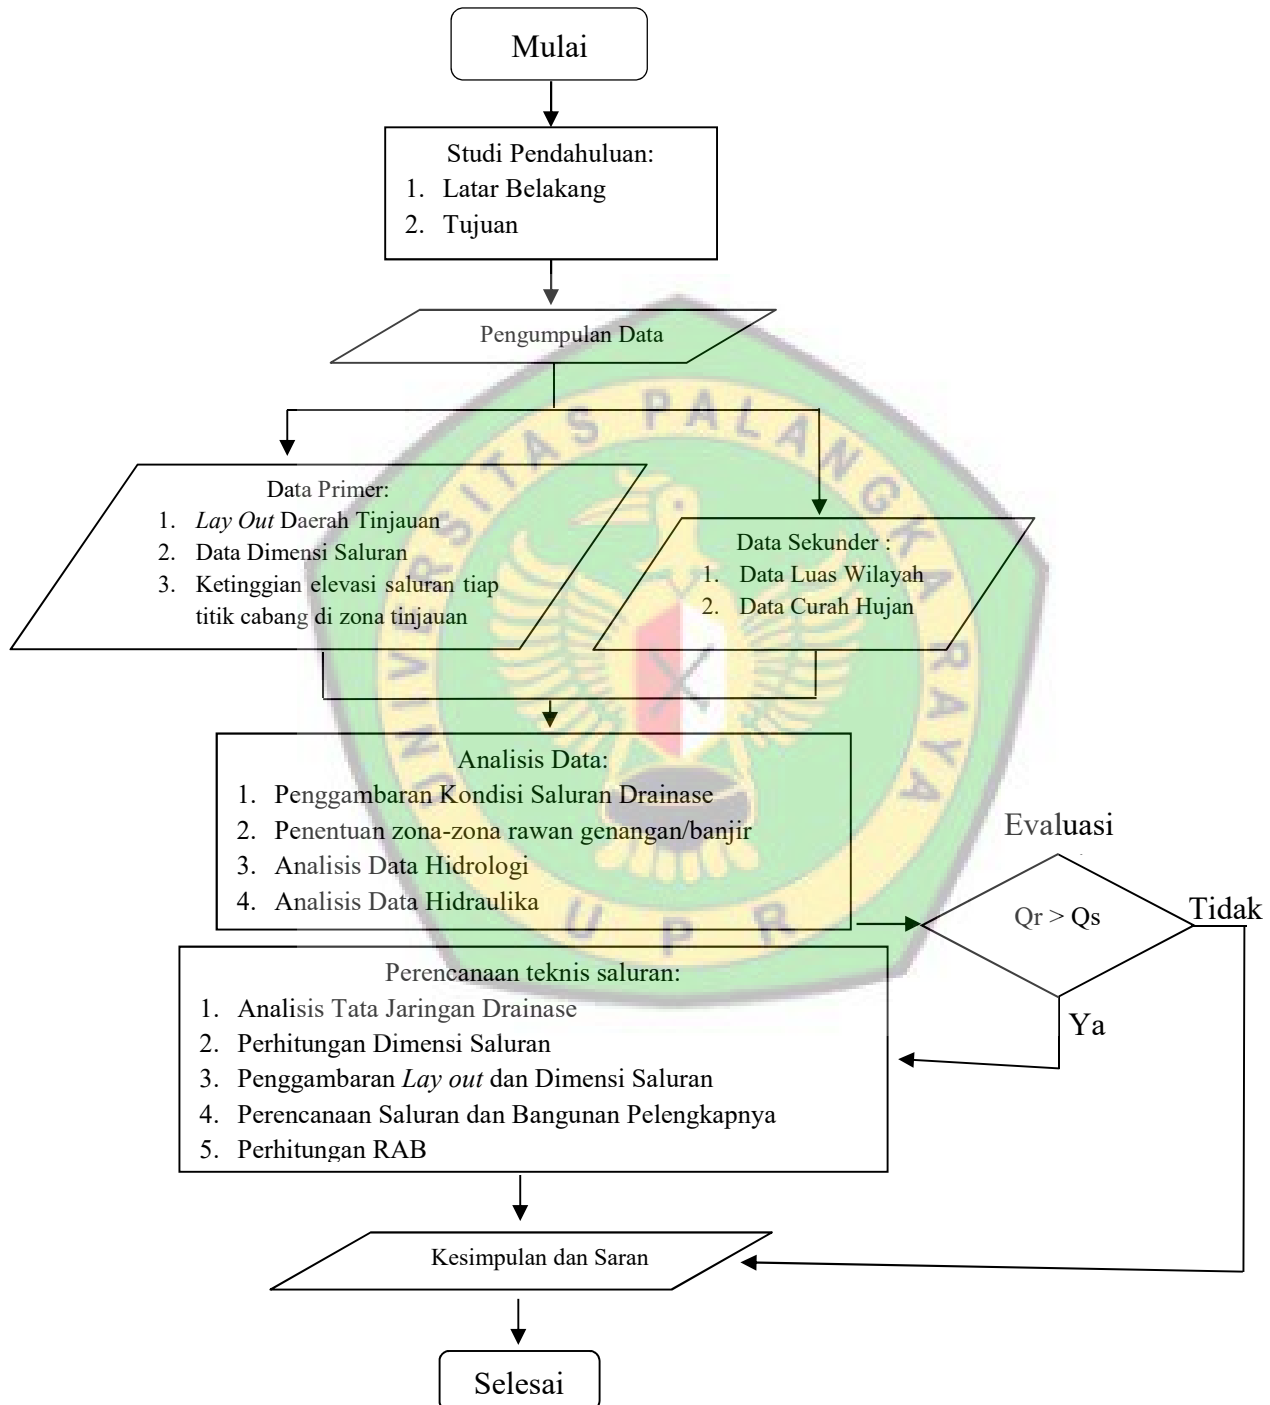 Mulai
Studi Pendahuluan:
1. Latar Belakang
2. Tujuan
Pengumpulan Data
Data Primer:
1. Lay Out Daerah Tinjauan
2. Data Dimensi Saluran
3. Ketinggian elevasi saluran tiap
titik cabang di zona tinjauan
Data Sekunder :
1. Data Luas Wilayah
2. Data Curah Hujan
Analisis Data:
1. Penggambaran Kondisi Saluran Drainase
2. Penentuan zona-zona rawan genangan/banjir
3. Analisis Data Hidrologi
4. Analisis Data Hidraulika
Evaluasi
Qr > Qs
Tidak
Ya
Perencanaan teknis saluran:
1. Analisis Tata Jaringan Drainase
2. Perhitungan Dimensi Saluran
3. Penggambaran Lay out dan Dimensi Saluran
4. Perencanaan Saluran dan Bangunan Pelengkapnya
5. Perhitungan RAB
Kesimpulan dan Saran
Selesai
UNIVERSITAS PALANGKA RAYA
UPR